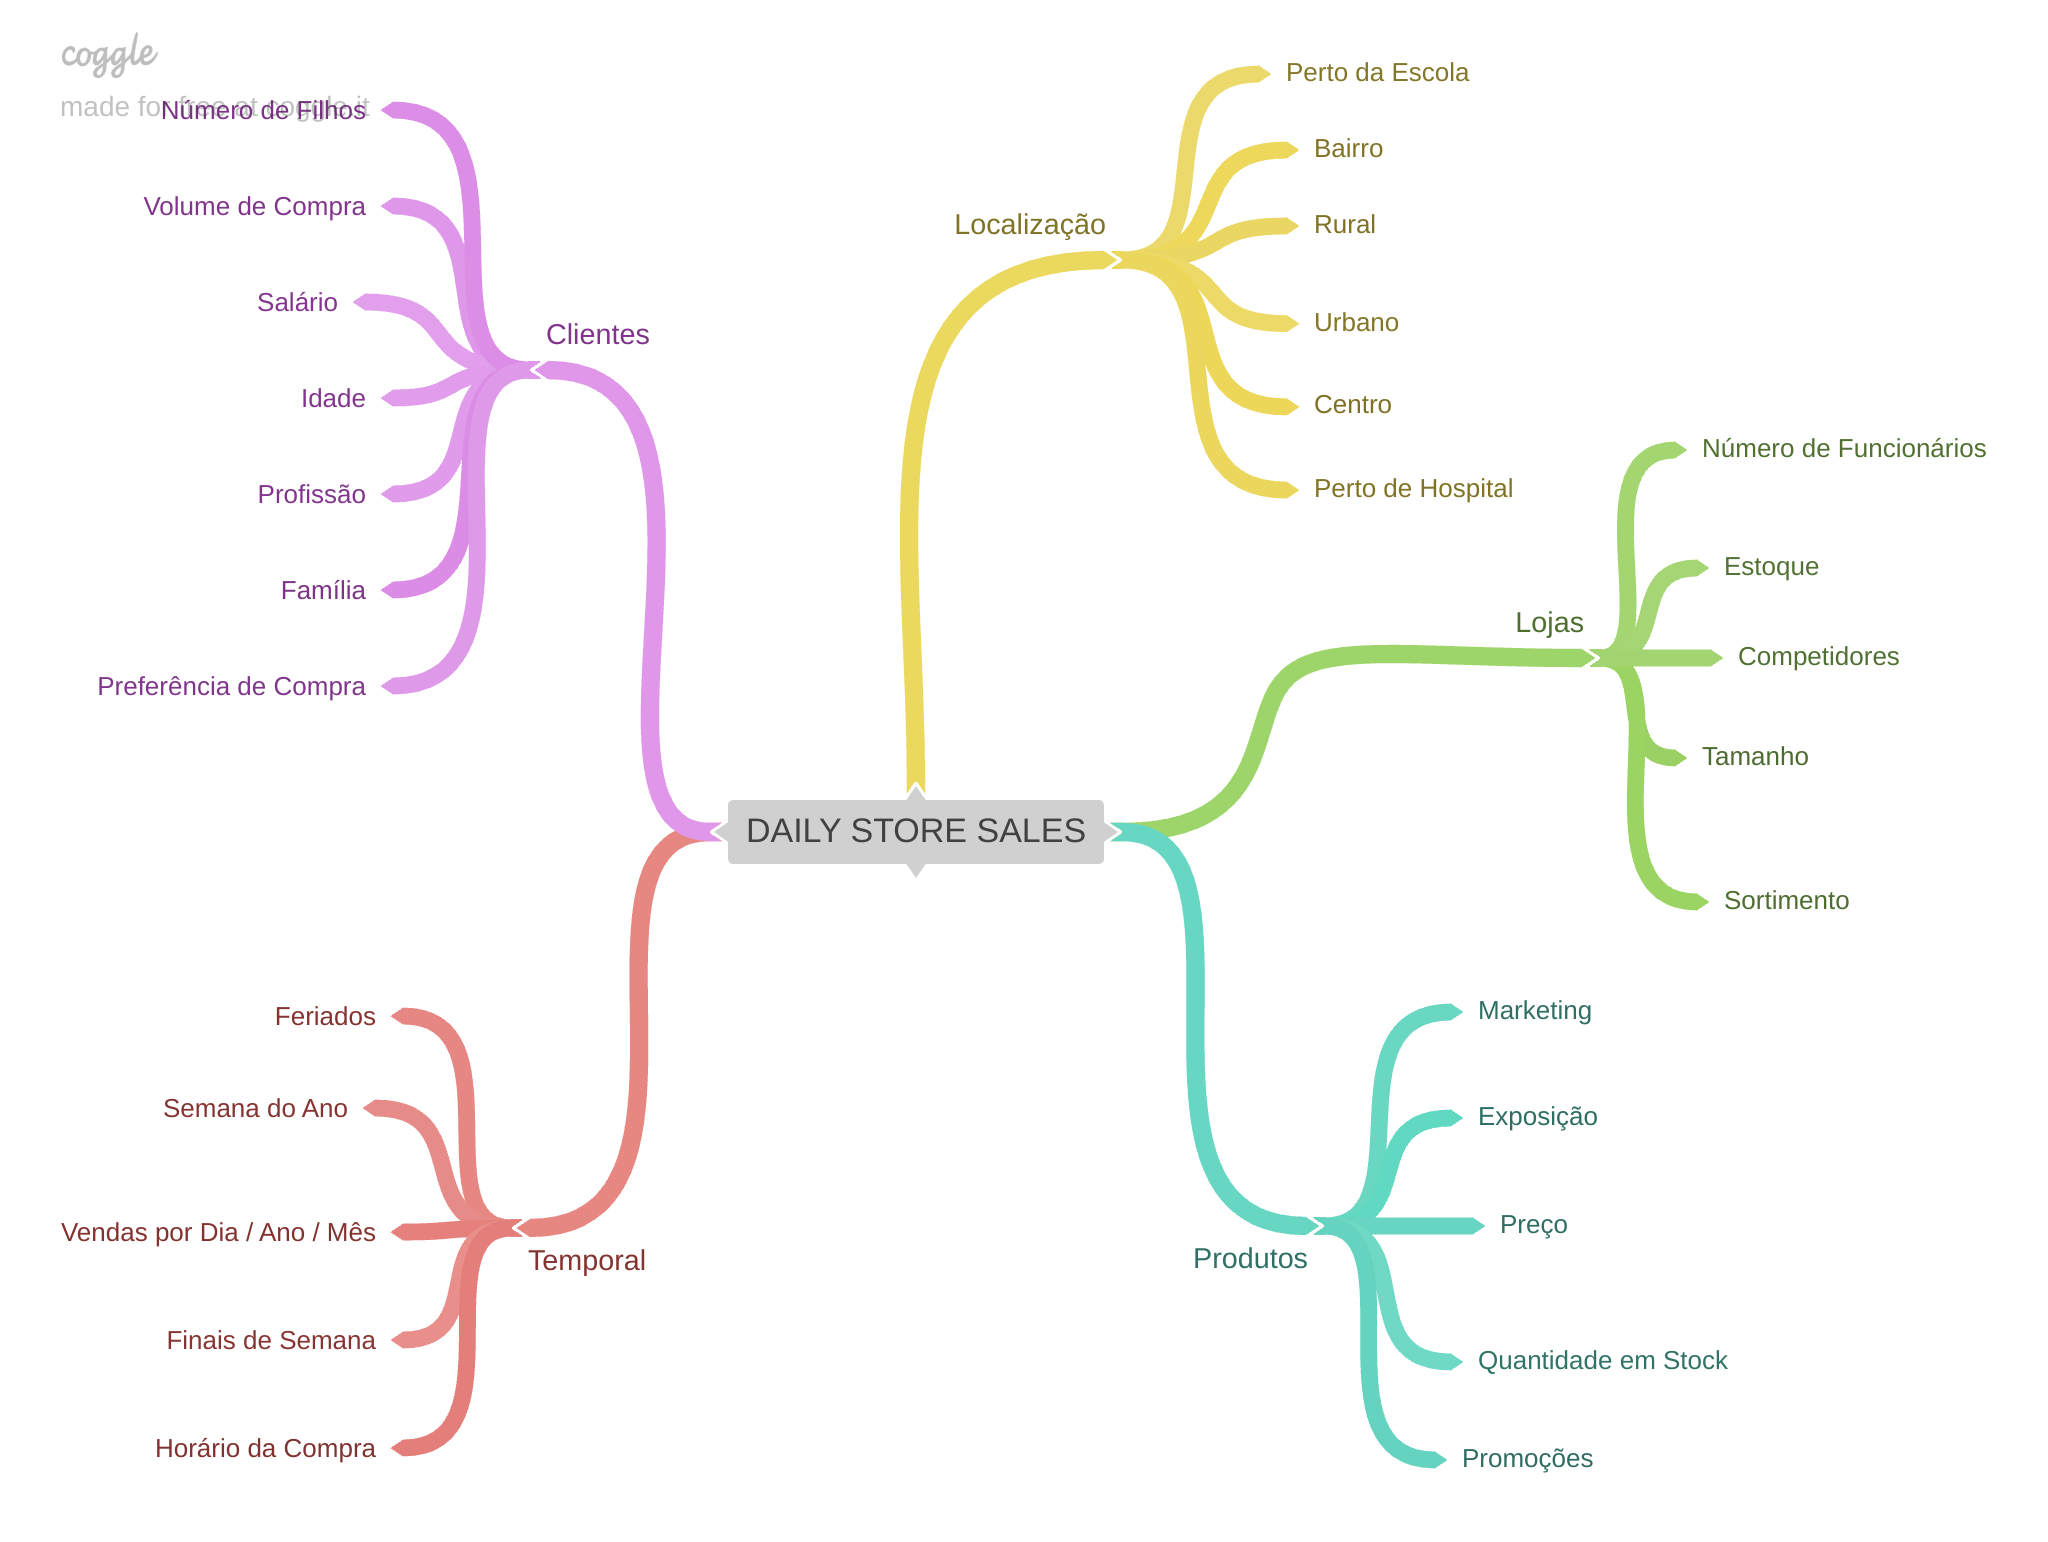 coggle
made for free at coggle.it
Número de Filhos
Volume de Compra
Salário
Idade
Profissão
Família
Preferência de Compra
Clientes
Localização
Perto da Escola
Bairro
Rural
Urbano
Centro
Perto de Hospital
Lojas
Número de Funcionários
Estoque
Competidores
Tamanho
Sortimento
DAILY STORE SALES
Feriados
Semana do Ano
Vendas por Dia / Ano / Mês
Finais de Semana
Horário da Compra
Temporal
Produtos
Marketing
Exposição
Preço
Quantidade em Stock
Promoções